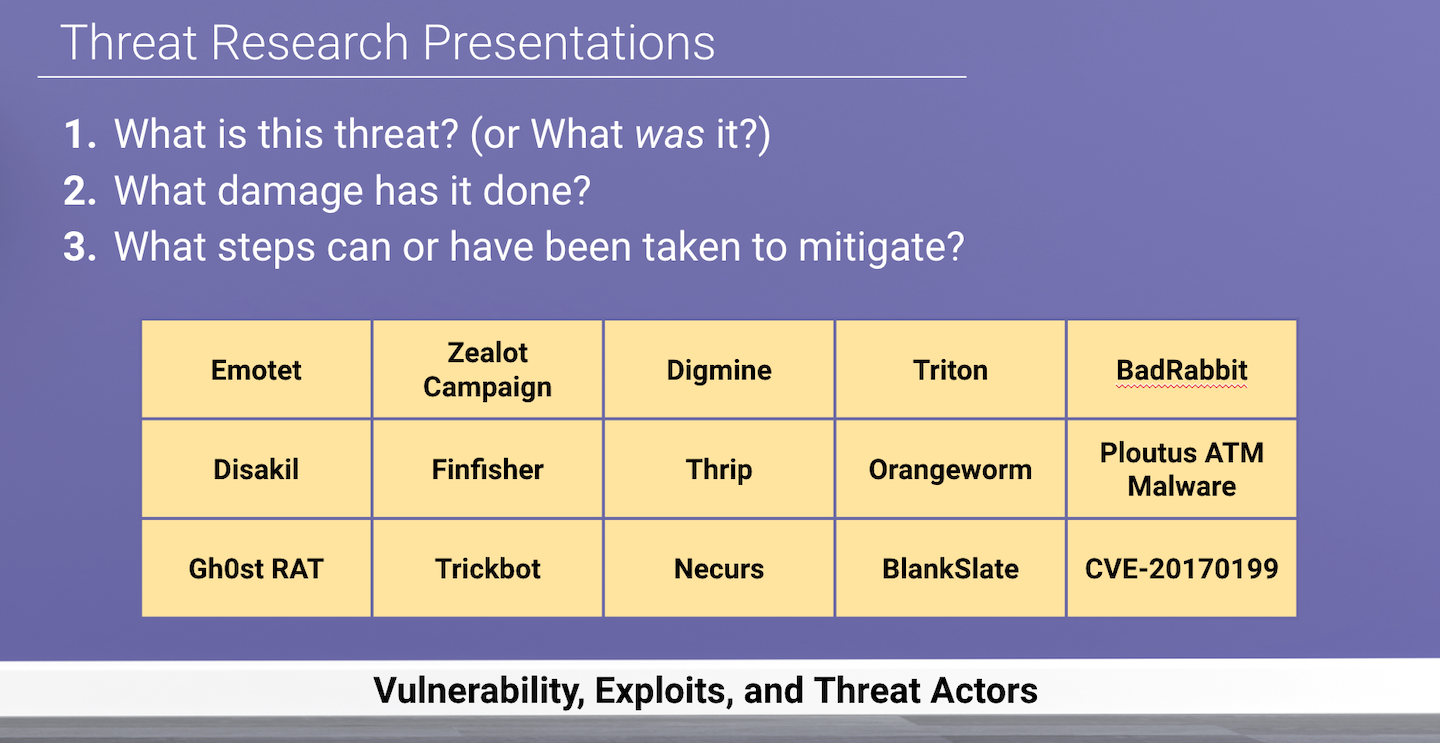 Threat Research Presentations
1. What is this threat? (or What was it?)
2. What damage has it done?
3. What steps can or have been taken to mitigate?
Emotet
Zealot
Campaign
Digmine
Triton
BadRabbit
Disakil
Finfisher
Thrip
Orangeworm
Ploutus ATM
Malware
Gh0st RAT
Trickbot
Necurs
BlankSlate
CVE-20170199
Vulnerability, Exploits, and Threat Actors